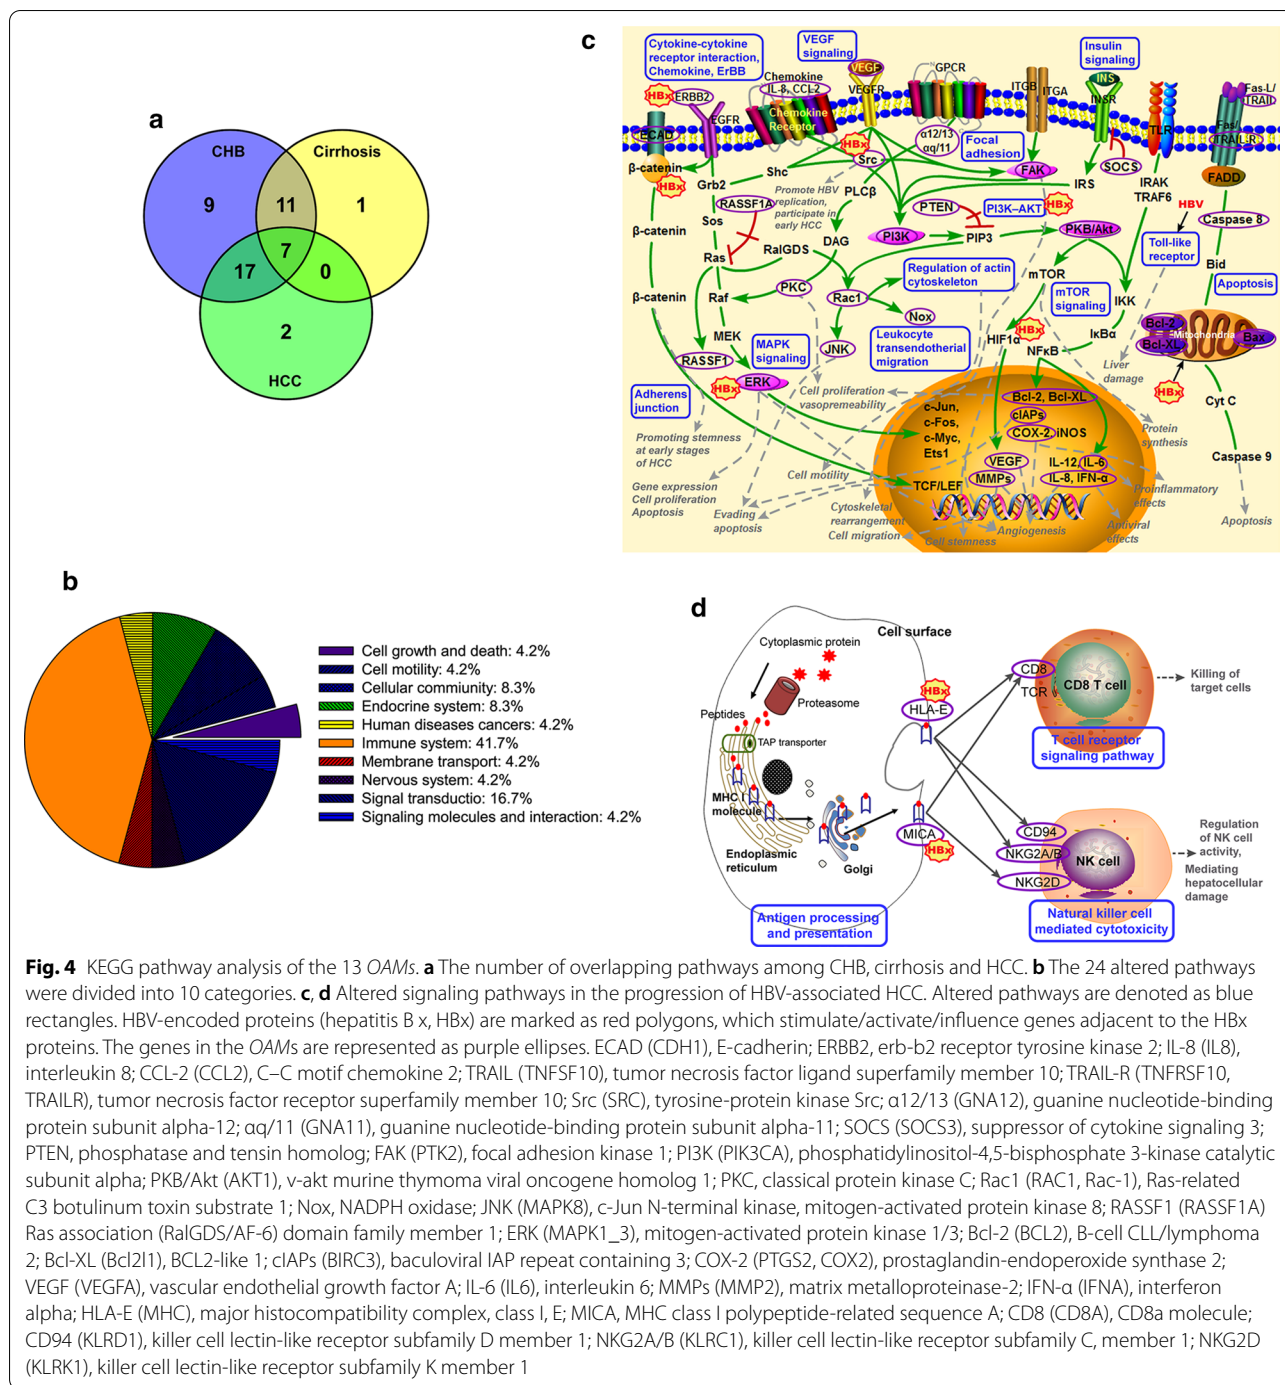 a
CHB
Cirrhosis
9
11
1
7
17
0
2
HCC
b
Cell growth and death: 4.2%
Cell motility: 4.2%
Cellular commiunity: 8.3%
Endocrine system: 8.3%
Human diseases cancers: 4.2%
Immune system: 41.7%
Membrane transport: 4.2%
Nervous system: 4.2%
Signal transductio: 16.7%
Signaling molecules and interaction: 4.2%
c
Cytokine-cytokine
receptor interaction,
Chemokine, ErBB
VEGF
signaling
Insulin
signaling
HBx
ERBB2
EGFR
Chemokine
IL-8, CCL2
Chemokine
Receptor
VEGF
VEGFR
GPCR
ITGB
ITGA
INS
INSR
TLR
Fas-L/
TRAIL
Fas/
TRAIL-R
ECAD
β-catenin
HBx
Grb2
Shc
HBx
Src
α12/13
αq/11
Focal
adhesion
FAK
SOCS
IRS
IRAK
TRAF6
FADD
HBV
Caspase 8
Promote HBV
replication,
participate in
early HCC
PLCβ
PTEN
PI3K–AKT
HBx
RASSF1A
Sos
β-catenin
Ras
RalGDS
DAG
PI3K
PIP3
PKB/Akt
Toll-like
receptor
Bid
Apoptosis
β-catenin
Raf
PKC
Rac1
Regulation of actin
cytoskeleton
mTOR
mTOR
signaling
IKK
Nox
MEK
MAPK
signaling
JNK
Leukocyte
transendotherial
migration
HBx
HIF1α
NFκB
IκBα
Bcl-2
Bcl-XL
Mitochondria
Bax
RASSF1
HBx
ERK
Liver
damage
HBx
Cyt C
Adherens
junction
Cell proliferation
vasopremeability
c-Jun,
c-Fos,
c-Myc,
Ets1
Bcl-2, Bcl-XL
cIAPs
COX-2
iNOS
Protein
synthesis
Promoting stemness
at early stages
of HCC
Caspase 9
VEGF
IL-12, IL-6
Cell motility
MMPs
IL-8, IFN-α
TCF/LEF
Gene expression
Cell proliferation
Apoptosis
Proinflammatory
effects
Evading
apoptosis
Cytoskeletal
rearrangement
Cell migration
Cell stemness
Angiogenesis
Antiviral
effects
Apoptosis
d
Cytoplasmic protein
Cell surface
Proteasome
Peptides
TAP transporter
MHC I
molecule
Endoplasmic
reticulum
Golgi
HBx
HLA-E
MICA
HBx
Antigen processing
and presentation
CD8
TCR
CD8 T cell
T cell receptor
signaling pathway
Killing of
target cells
CD94
NKG2A/B
NKG2D
NK cell
Natural killer cell
mediated cytotoxicity
Regulation
of NK cell
activity,
Mediating
hepatocellular
damage
Fig. 4 KEGG pathway analysis of the 13 OAMs. a The number of overlapping pathways among CHB, cirrhosis and HCC. b The 24 altered pathways
were divided into 10 categories. c, d Altered signaling pathways in the progression of HBV-associated HCC. Altered pathways are denoted as blue
rectangles. HBV-encoded proteins (hepatitis B x, HBx) are marked as red polygons, which stimulate/activate/influence genes adjacent to the HBx
proteins. The genes in the OAMs are represented as purple ellipses. ECAD (CDH1), E-cadherin; ERBB2, erb-b2 receptor tyrosine kinase 2; IL-8 (IL8),
interleukin 8; CCL-2 (CCL2), C–C motif chemokine 2; TRAIL (TNFSF10), tumor necrosis factor ligand superfamily member 10; TRAIL-R (TNFRSF10,
TRAILR), tumor necrosis factor receptor superfamily member 10; Src (SRC), tyrosine-protein kinase Src; α12/13 (GNA12), guanine nucleotide-binding
protein subunit alpha-12; αq/11 (GNA11), guanine nucleotide-binding protein subunit alpha-11; SOCS (SOCS3), suppressor of cytokine signaling 3;
PTEN, phosphatase and tensin homolog; FAK (PTK2), focal adhesion kinase 1; PI3K (PIK3CA), phosphatidylinositol-4,5-bisphosphate 3-kinase catalytic
subunit alpha; PKB/Akt (AKT1), v-akt murine thymoma viral oncogene homolog 1; PKC, classical protein kinase C; Rac1 (RAC1, Rac-1), Ras-related
C3 botulinum toxin substrate 1; Nox, NADPH oxidase; JNK (MAPK8), c-Jun N-terminal kinase, mitogen-activated protein kinase 8; RASSF1 (RASSF1A)
Ras association (RalGDS/AF-6) domain family member 1; ERK (MAPK1_3), mitogen-activated protein kinase 1/3; Bcl-2 (BCL2), B-cell CLL/lymphoma
2; Bcl-XL (Bcl2l1), BCL2-like 1; cIAPs (BIRC3), baculoviral IAP repeat containing 3; COX-2 (PTGS2, COX2), prostaglandin-endoperoxide synthase 2;
VEGF (VEGFA), vascular endothelial growth factor A; IL-6 (IL6), interleukin 6; MMPs (MMP2), matrix metalloproteinase-2; IFN-α (IFNA), interferon
alpha; HLA-E (MHC), major histocompatibility complex, class I, E; MICA, MHC class I polypeptide-related sequence A; CD8 (CD8A), CD8a molecule;
CD94 (KLRD1), killer cell lectin-like receptor subfamily D member 1; NKG2A/B (KLRC1), killer cell lectin-like receptor subfamily C, member 1; NKG2D
(KLRK1), killer cell lectin-like receptor subfamily K member 1